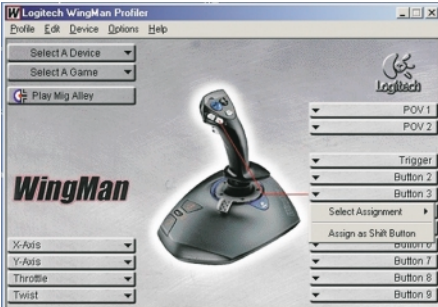 Logitech WingMan Profiler
Profile Edit Device Options Help
Select A Device
Select A Game
Play Mig Alley
Logitech
POV 1
POV 2
Trigger
Button 2
Button 3
Select Assignment
Assign as Shift Button
Button 6
Button 7
Button 8
Button 9
WingMan
X-Axis
Y-Axis
Throttle
Twist